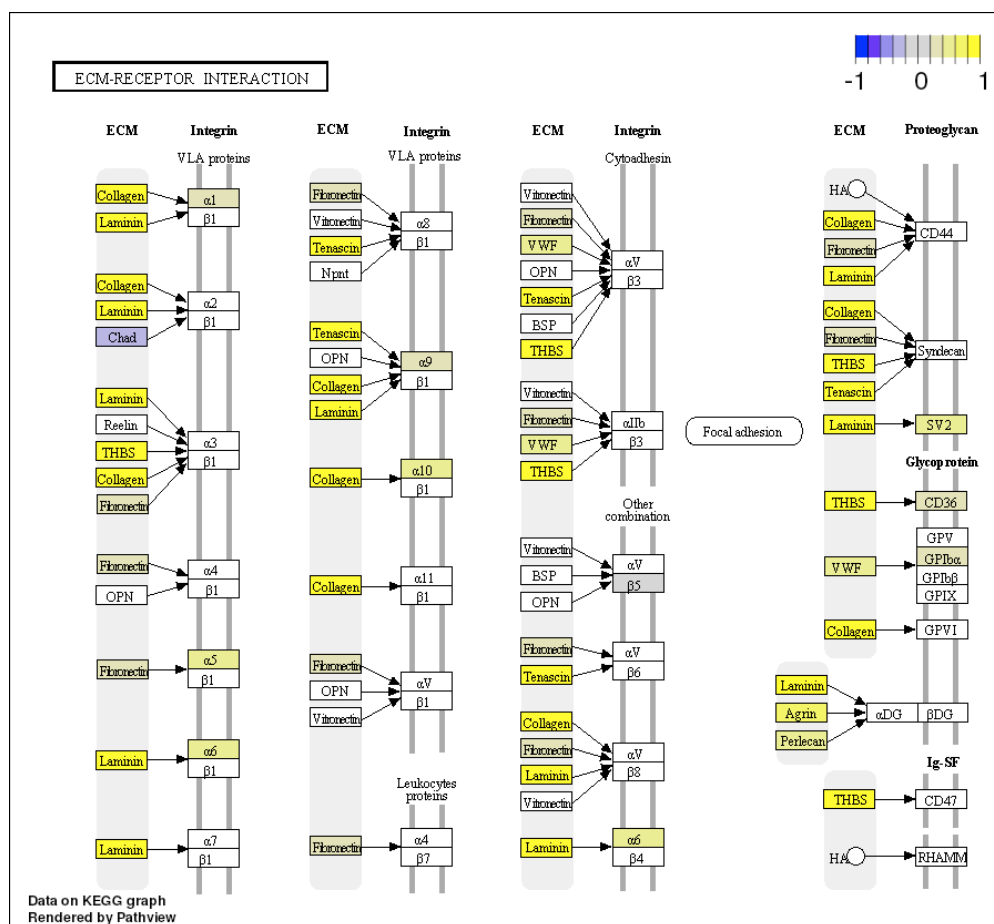 -1 0 1
ECM-RECEPTOR INTERACTION
ECM
Integrin
VLA proteins
Collagen
Laminin
α1
β1
Collagen
Laminin
Chad
α2
β1
Laminin
Reelin
THBS
Collagen
Fibronectin
α3
β1
Fibronectin
OPN
α4
β1
Fibronectin
α5
β1
Laminin
α6
β1
Laminin
α7
β1
ECM
Integrin
VLA proteins
Fibronectin
Vitronectin
Tenascin
Npnt
α8
β1
Tenascin
OPN
Collagen
Laminin
α9
β1
Collagen
α10
β1
Collagen
α11
β1
Fibronectin
OPN
Vitronectin
αV
β1
Leukocytes
proteins
Fibronectin
α4
β7
ECM
Integrin
Cytoadhesin
Vitronectin
Fibronectin
VWF
OPN
Tenascin
BSP
THBS
αV
β3
Vitronectin
Fibronectin
VWF
THBS
αIIb
β3
Other
combination
Vitronectin
BSP
OPN
αV
β5
Fibronectin
Tenascin
αV
β6
Collagen
Fibronectin
Laminin
Vitronectin
αV
β8
Laminin
α6
β4
Focal adhesion
ECM
Proteoglycan
HA
Collagen
Fibronectin
Laminin
CD44
Collagen
Fibronectin
THBS
Tenascin
Syndecan
Laminin
SV2
Glycoprotein
THBS
CD36
VWF
GPV
GPIbα
GPIbβ
GPIX
Collagen
GPVI
Laminin
Agrin
Perlecan
αDG
βDG
Ig-SF
THBS
CD47
HA
RHAMM
Data on KEGG graph
Rendered by Pathview